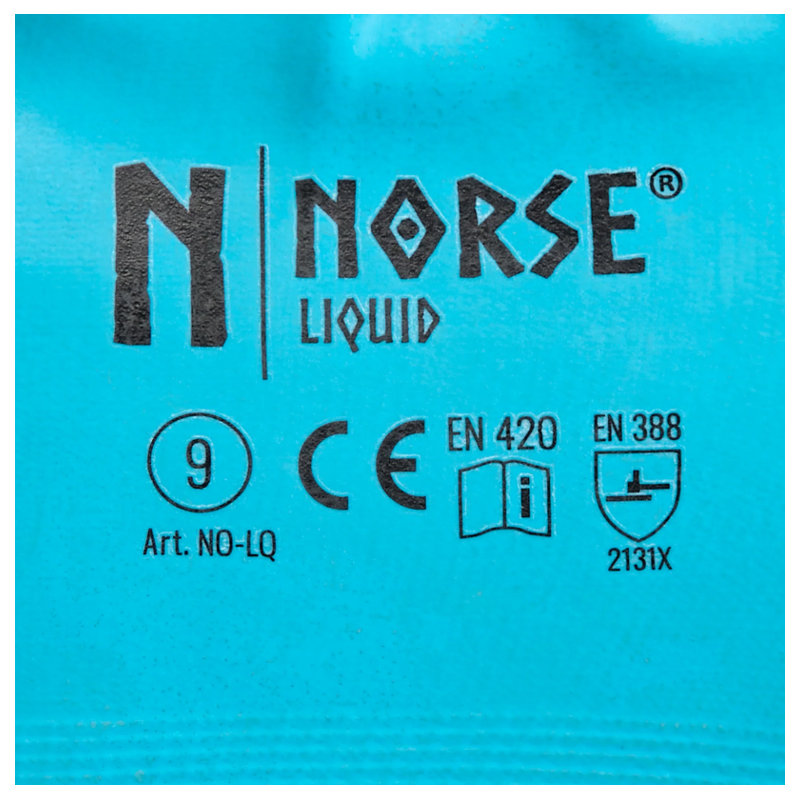 N NORSE®
LIQUID
9 CE EN 420 EN 388
i
Art. NO-LQ 2131X